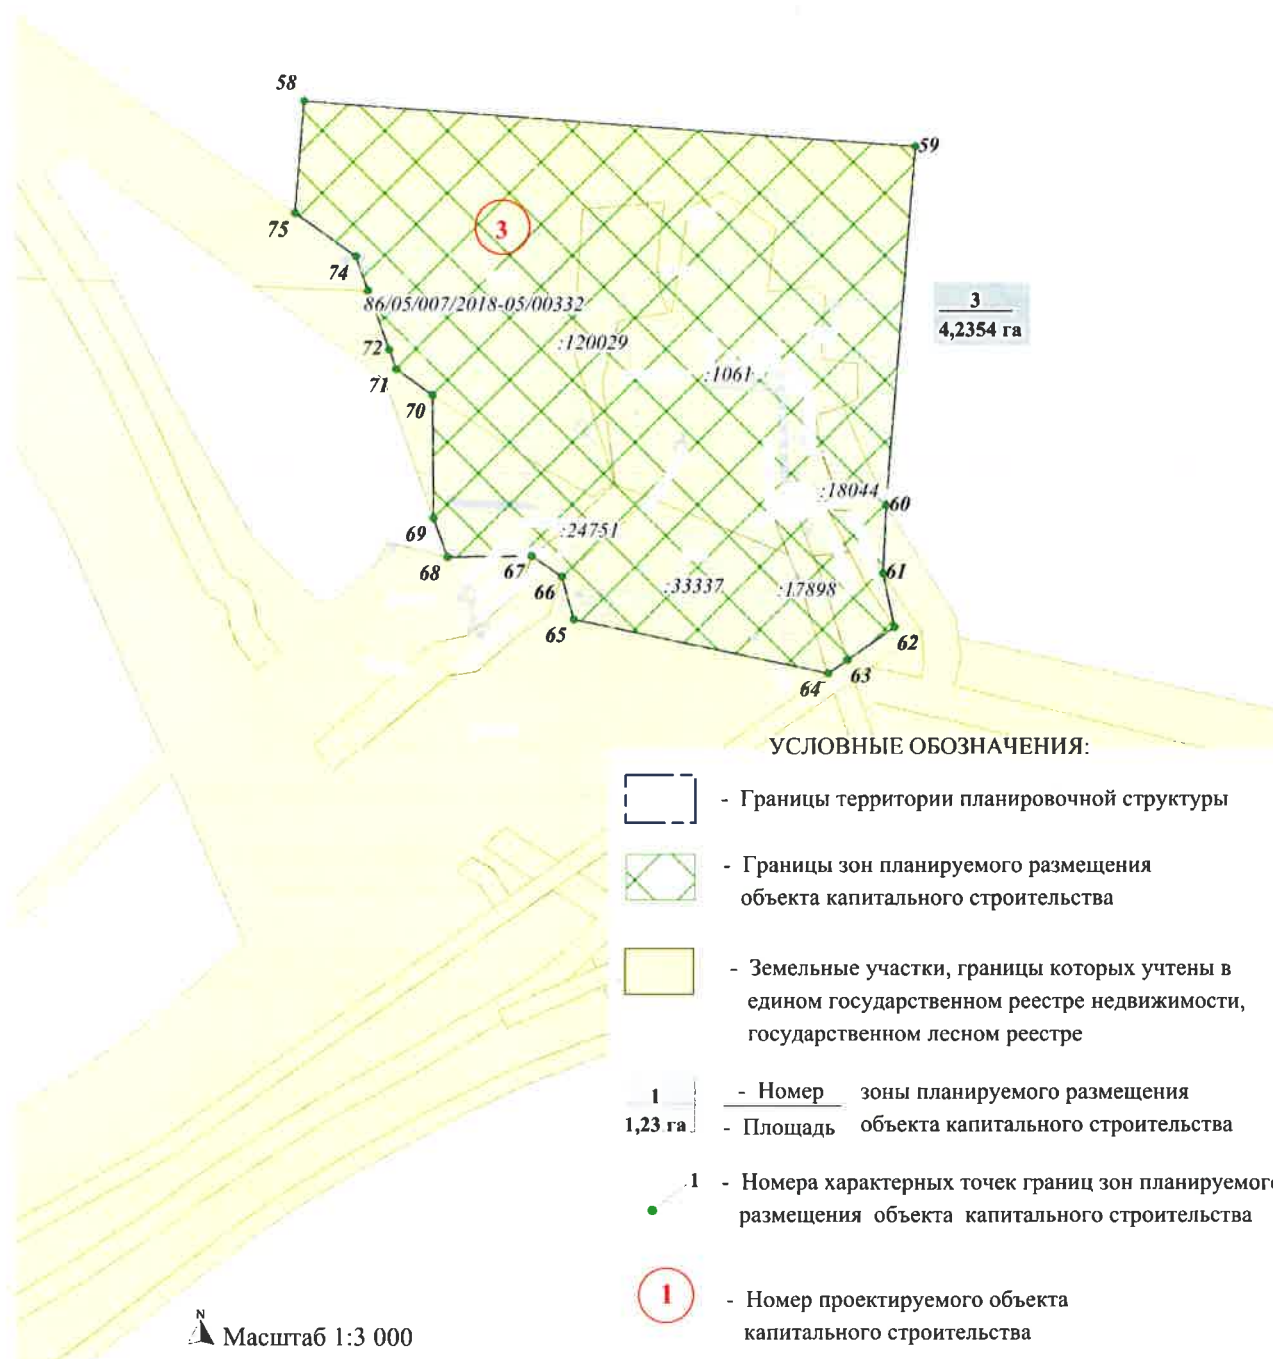 58
59
75
3
74
86/05/007/2018-05/00332
3
4,2354 га
72
:120029
71
:1061
70
:18044
60
69
:24751
68
67
61
66
:33337
:17898
65
62
63
64
УСЛОВНЫЕ ОБОЗНАЧЕНИЯ:
- Границы территории планировочной структуры
- Границы зон планируемого размещения
объекта капитального строительства
- Земельные участки, границы которых учтены в
едином государственном реестре недвижимости,
государственном лесном реестре
1
1,23 га
- Номер зоны планируемого размещения
- Площадь объекта капитального строительства
1 - Номера характерных точек границ зон планируемого
размещения объекта капитального строительства
1
- Номер проектируемого объекта
капитального строительства
N
Масштаб 1:3 000